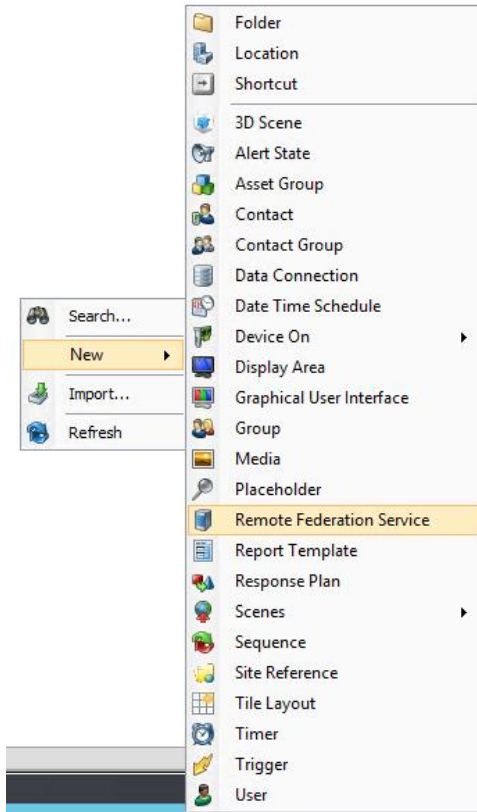 Folder
Location
Shortcut
3D Scene
Alert State
Asset Group
Contact
Contact Group
Data Connection
Date Time Schedule
Device On
Display Area
Graphical User Interface
Group
Media
Placeholder
Remote Federation Service
Report Template
Response Plan
Scenes
Sequence
Site Reference
Tile Layout
Timer
Trigger
User
Search...
New
Import...
Refresh